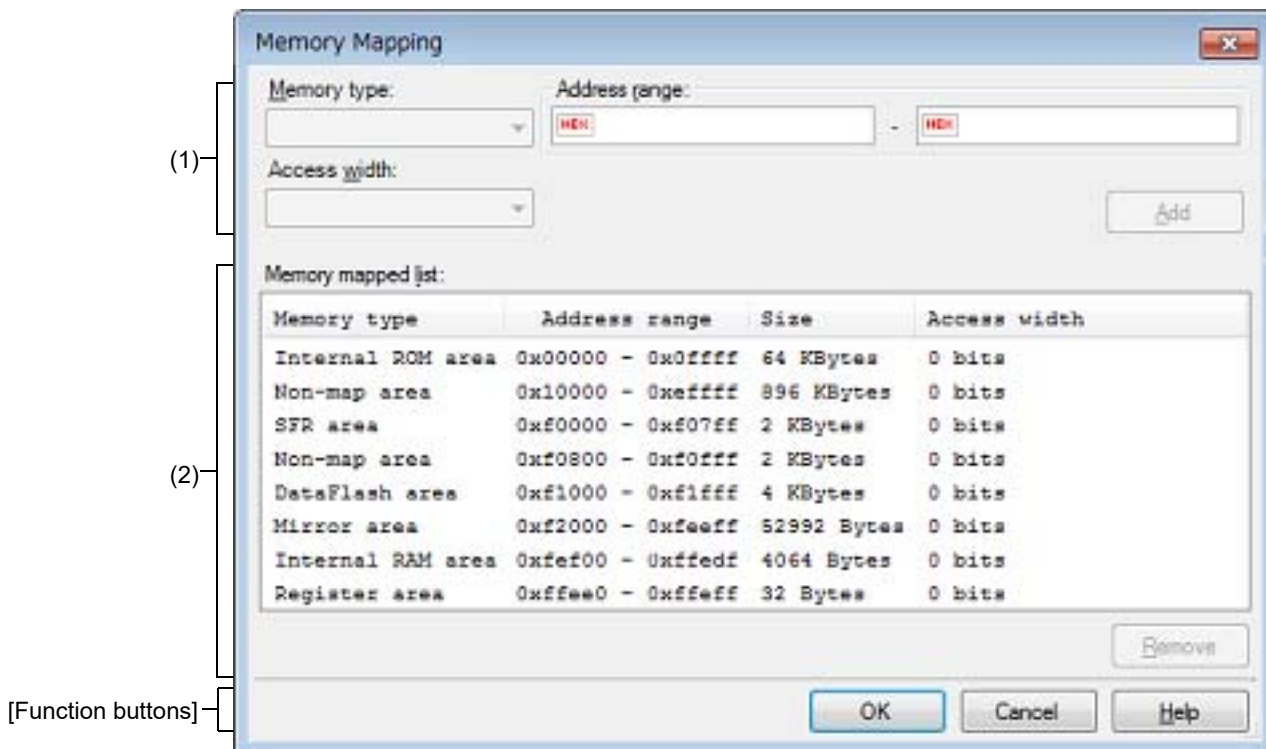 Memory Mapping
Memory type:
Address range:
HEX
-
HEX
(1)
Access width:
Add
Memory mapped list:
Memory type Address range Size Access width
Internal ROM area 0x00000 - 0x0ffff 64 KBytes 0 bits
Non-map area 0x10000 - 0xeffff 896 KBytes 0 bits
SFR area 0xf0000 - 0xf07ff 2 KBytes 0 bits
Non-map area 0xf0800 - 0xf0fff 2 KBytes 0 bits
(2)
DataFlash area 0xf1000 - 0xf1fff 4 KBytes 0 bits
Mirror area 0xf2000 - 0xfeeff 52992 Bytes 0 bits
Internal RAM area 0xfef00 - 0xffedf 4064 Bytes 0 bits
Register area 0xffee0 - 0xffeff 32 Bytes 0 bits
Remove
[Function buttons]
OK Cancel Help